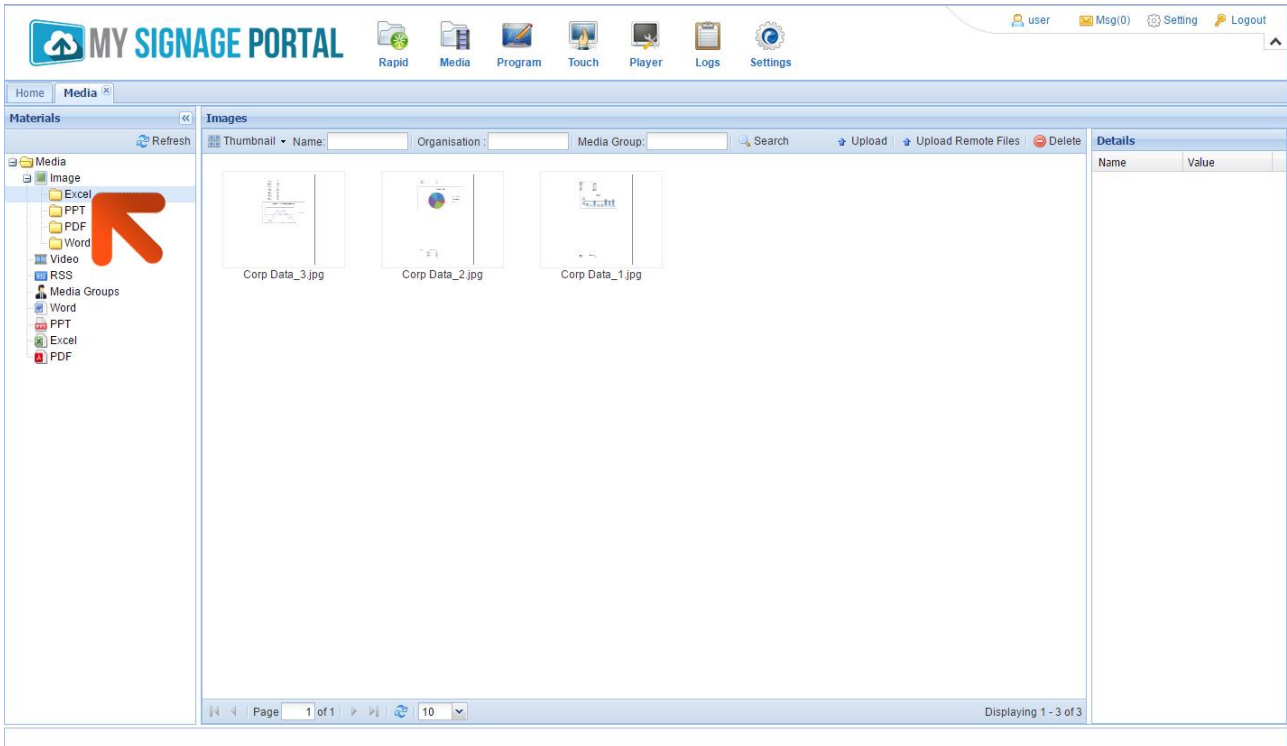 user Msg(0) Setting Logout
MY SIGNAGE PORTAL
Rapid Media Program Touch Player Logs Settings
Home Media
Materials
Refresh
Media
Image
Excel
PPT
PDF
Word
Video
RSS
Media Groups
Word
PPT
Excel
PDF
Images
Thumbnail Name: Organisation : Media Group: Search Upload Upload Remote Files Delete
Corp Data_3.jpg Corp Data_2.jpg Corp Data_1.jpg
Page 1 of 1 10 Displaying 1 - 3 of 3
Details
Name Value